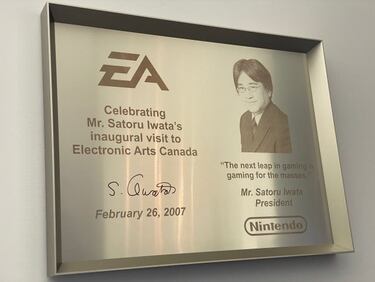 EA
Celebrating
Mr. Satoru Iwata's
inaugural visit to
Electronic Arts Canada
S. Iwata
February 26, 2007
"The next leap in gaming is
gaming for the masses."
Mr. Satoru Iwata
President
Nintendo